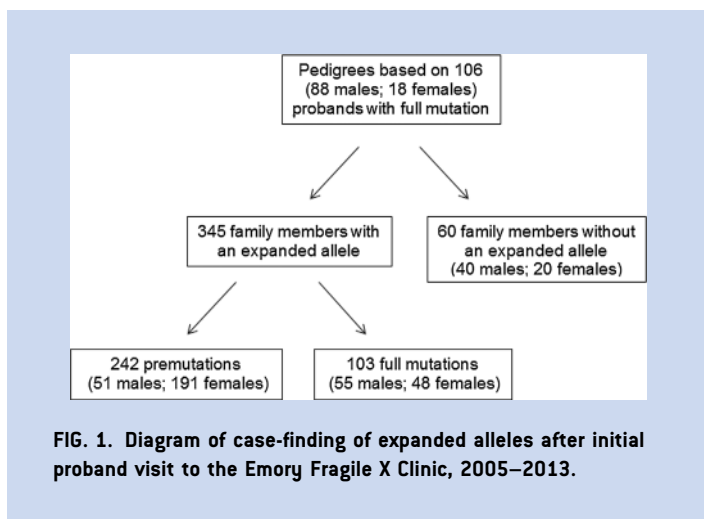 Pedigrees based on 106
(88 males; 18 females)
probands with full mutation
345 family members with
an expanded allele
60 family members without
an expanded allele
(40 males; 20 females)
242 premutations
(51 males; 191 females)
103 full mutations
(55 males; 48 females)
FIG. 1. Diagram of case-finding of expanded alleles after initial
proband visit to the Emory Fragile X Clinic, 2005–2013.